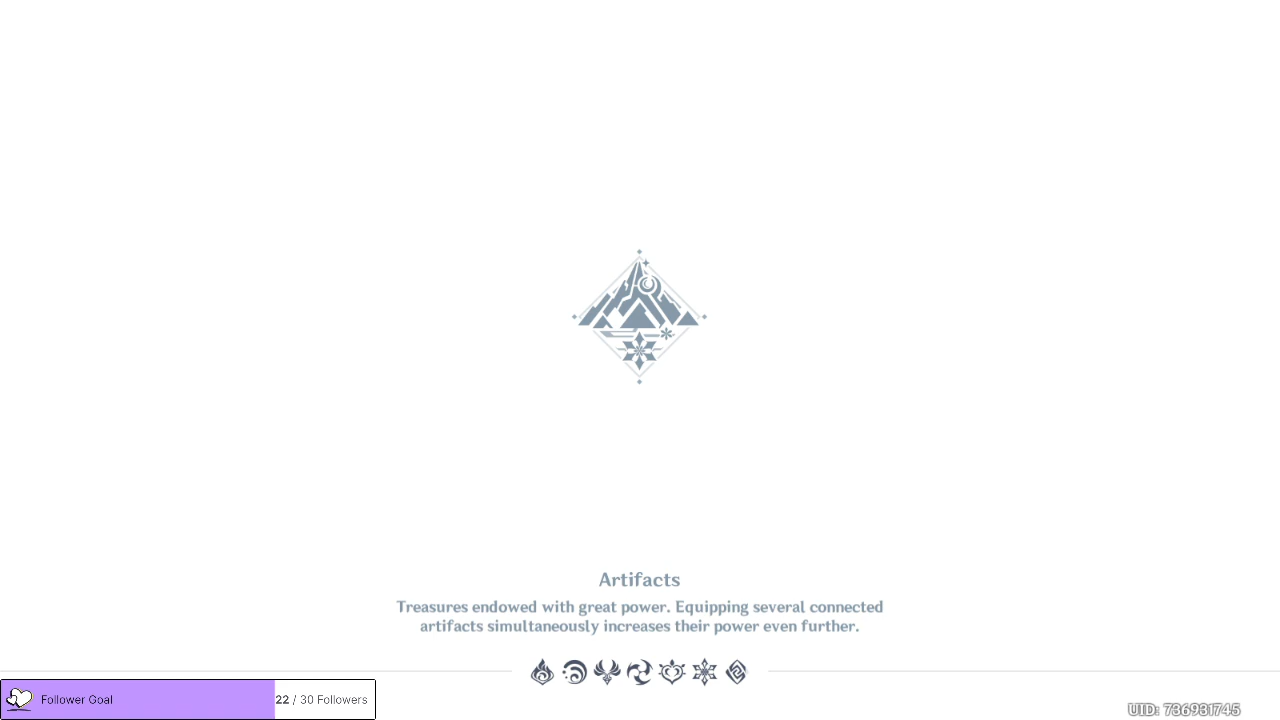 Artifacts
Treasures endowed with great power. Equipping several connected
artifacts simultaneously increases their power even further.
Follower Goal
22 / 30 Followers
UID: 736931745